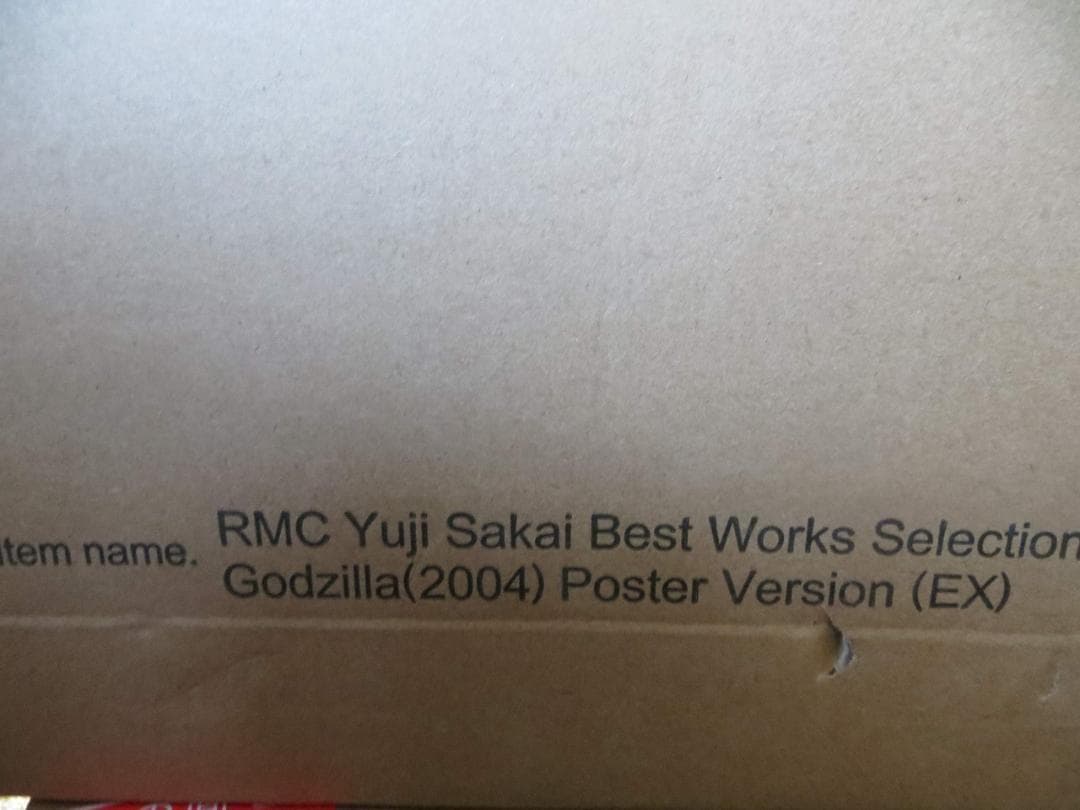 Item name. RMC Yuji Sakai Best Works Selection
Godzilla(2004) Poster Version (EX)